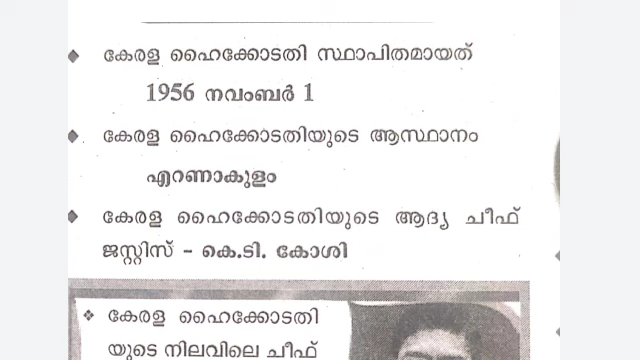 കേരള ഹൈക്കോടതി സ്ഥാപിതമായത്
1956 നവംബർ 1
കേരള ഹൈക്കോടതിയുടെ ആസ്ഥാനം
എറണാകുളം
കേരള ഹൈക്കോടതിയുടെ ആദ്യ ചീഫ്
ജസ്റ്റിസ് - കെ.ടി. കോശി
കേരള ഹൈക്കോടതി
യുടെ നിലവിലെ ചീഫ്